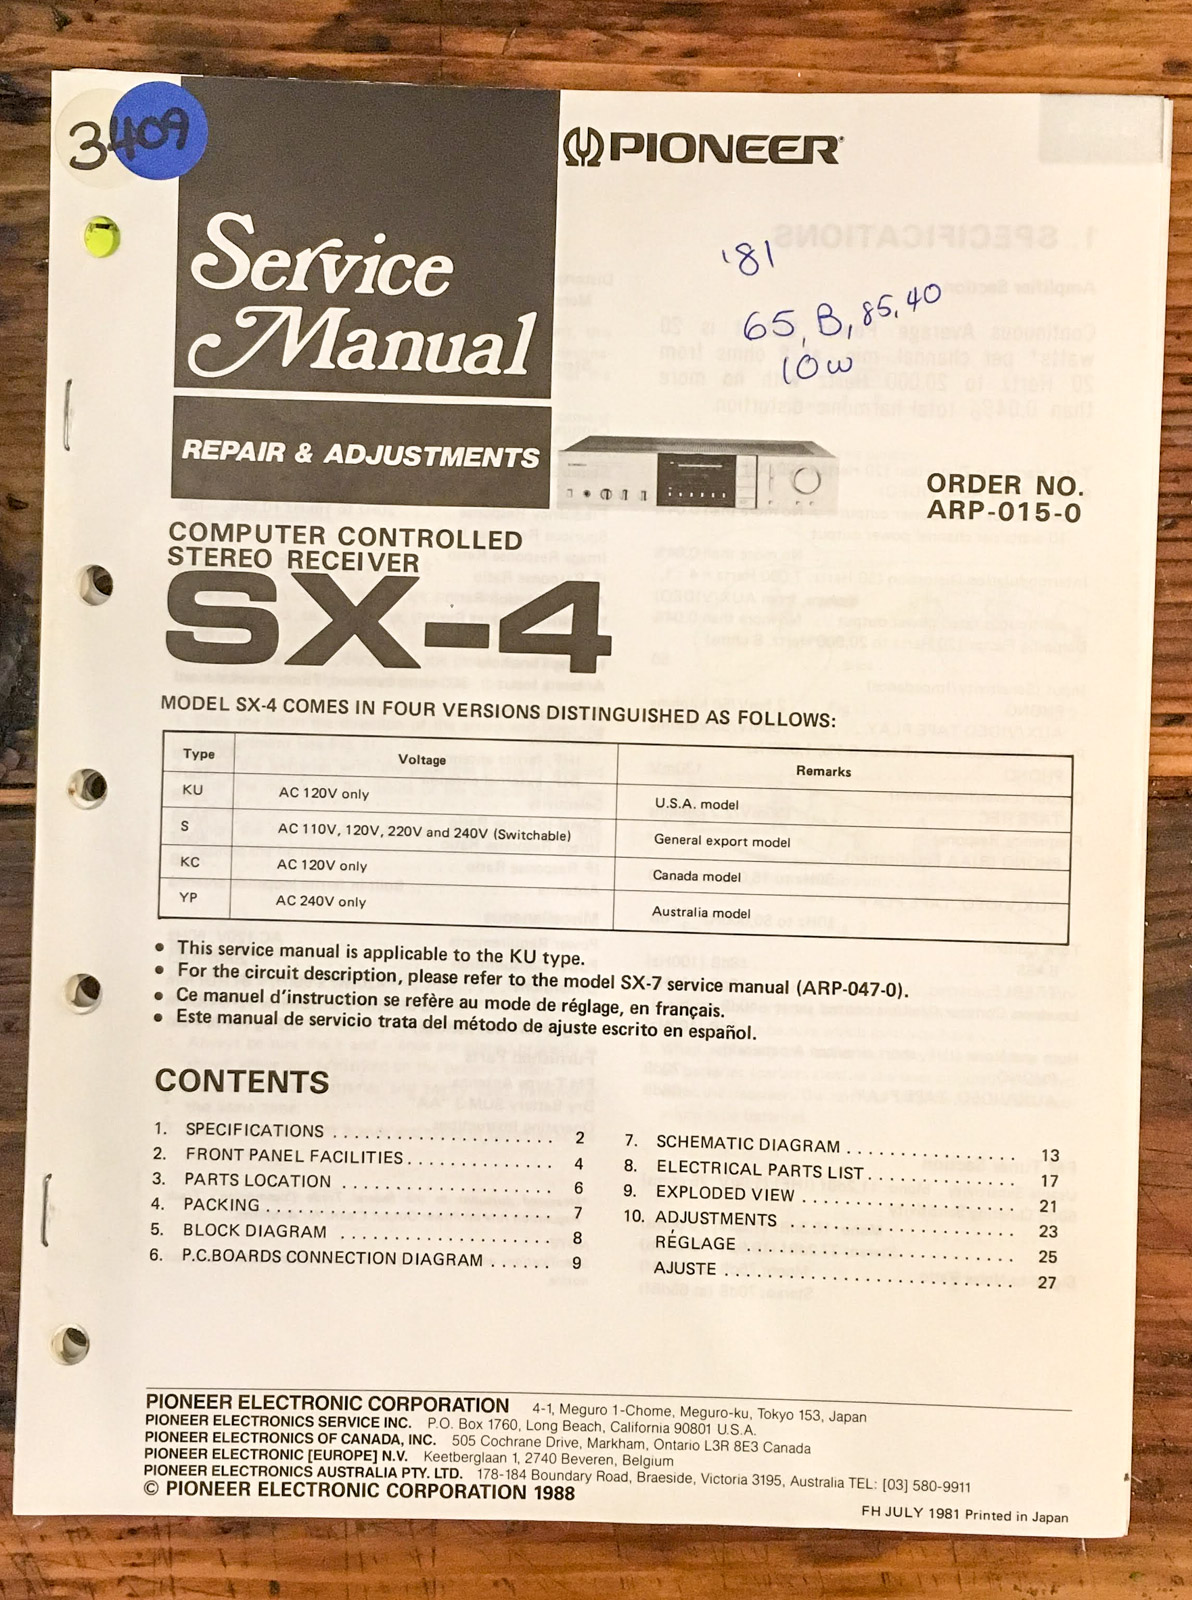 3409
PIONEER
Service
Manual
'81
65, B, 85, 40
10w
REPAIR & ADJUSTMENTS
ORDER NO.
ARP-015-0
COMPUTER CONTROLLED
STEREO RECEIVER
SX-4
MODEL SX-4 COMES IN FOUR VERSIONS DISTINGUISHED AS FOLLOWS:
Type Voltage Remarks
KU AC 120V only U.S.A. model
S AC 110V, 120V, 220V and 240V (Switchable) General export model
KC AC 120V only Canada model
YP AC 240V only Australia model
• This service manual is applicable to the KU type.
• For the circuit description, please refer to the model SX-7 service manual (ARP-047-0).
• Ce manuel d'instruction se refère au mode de réglage, en français.
• Este manual de servicio trata del método de ajuste escrito en español.
CONTENTS
1. SPECIFICATIONS ...................... 2
2. FRONT PANEL FACILITIES .............. 4
3. PARTS LOCATION ...................... 6
4. PACKING ............................. 7
5. BLOCK DIAGRAM ....................... 8
6. P.C.BOARDS CONNECTION DIAGRAM ...... 9
7. SCHEMATIC DIAGRAM ................. 13
8. ELECTRICAL PARTS LIST ............... 17
9. EXPLODED VIEW ...................... 21
10. ADJUSTMENTS ....................... 23
RÉGLAGE ........................... 25
AJUSTE ............................. 27
PIONEER ELECTRONIC CORPORATION 4-1, Meguro 1-Chome, Meguro-ku, Tokyo 153, Japan
PIONEER ELECTRONICS SERVICE INC. P.O. Box 1760, Long Beach, California 90801 U.S.A.
PIONEER ELECTRONICS OF CANADA, INC. 505 Cochrane Drive, Markham, Ontario L3R 8E3 Canada
PIONEER ELECTRONIC [EUROPE] N.V. Keetberglaan 1, 2740 Beveren, Belgium
PIONEER ELECTRONICS AUSTRALIA PTY. LTD. 178-184 Boundary Road, Braeside, Victoria 3195, Australia TEL: [03] 580-9911
© PIONEER ELECTRONIC CORPORATION 1988
FH JULY 1981 Printed in Japan